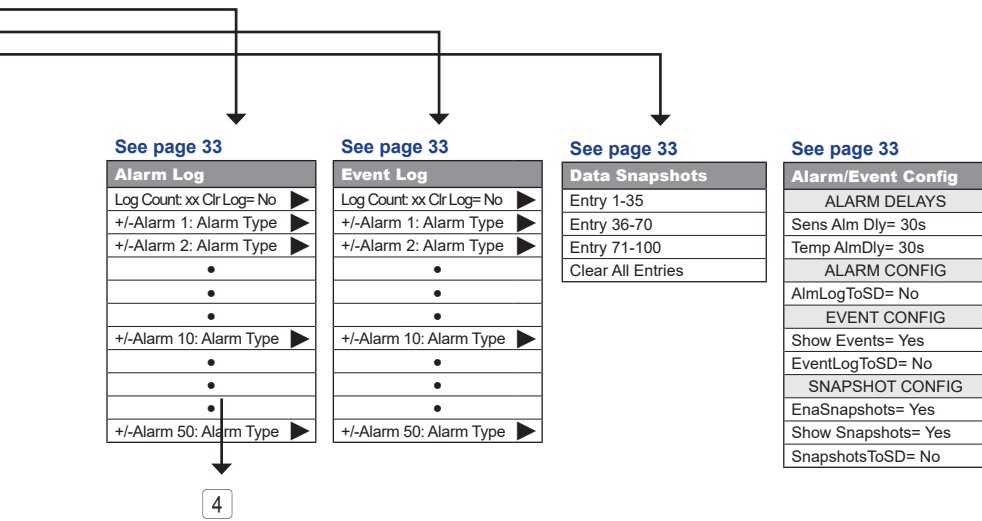 See page 33
Alarm Log
Log Count: xx Clr Log= No
+/-Alarm 1: Alarm Type
+/-Alarm 2: Alarm Type
•
•
•
+/-Alarm 10: Alarm Type
•
•
•
+/-Alarm 50: Alarm Type
4
See page 33
Event Log
Log Count: xx Clr Log= No
+/-Alarm 1: Alarm Type
+/-Alarm 2: Alarm Type
•
•
•
+/-Alarm 10: Alarm Type
•
•
•
+/-Alarm 50: Alarm Type
See page 33
Data Snapshots
Entry 1-35
Entry 36-70
Entry 71-100
Clear All Entries
See page 33
Alarm/Event Config
ALARM DELAYS
Sens Alm Dly= 30s
Temp AlmDly= 30s
ALARM CONFIG
AlmLogToSD= No
EVENT CONFIG
Show Events= Yes
EventLogToSD= No
SNAPSHOT CONFIG
EnaSnapshots= Yes
Show Snapshots= Yes
SnapshotsToSD= No